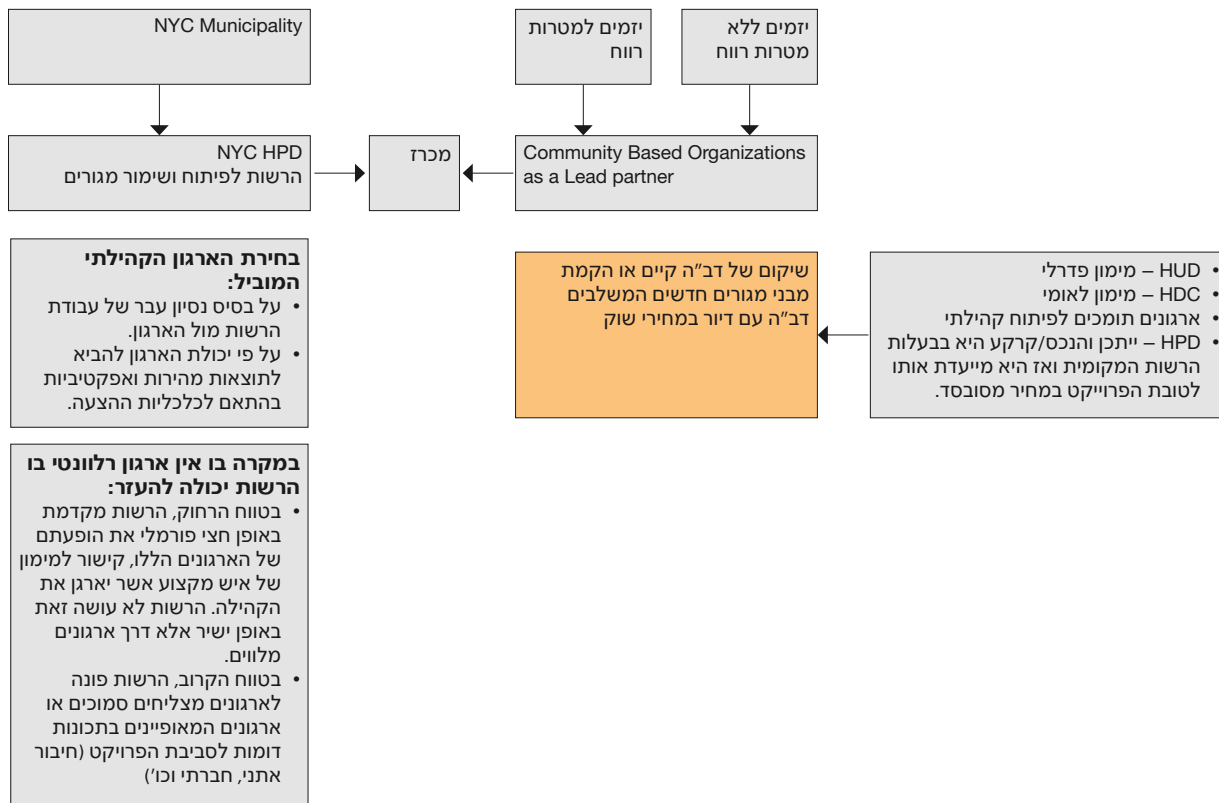 NYC Municipality
יזמים למטרות
רווח
יזמים ללא
מטרות רווח
NYC HPD
הרשות לפיתוח ושימור מגורים
מכרז
Community Based Organizations
as a Lead partner
בחירת הארגון הקהילתי
המוביל:
• על בסיס נסיון עבר של עבודת
הרשות מול הארגון.
• על פי יכולת הארגון להביא
לתוצאות מהירות ואפקטיביות
בהתאם לכלכליות ההצעה.
שיקום של דב"ה קיים או הקמת
מבני מגורים חדשים המשלבים
דב"ה עם דיור במחירי שוק
• HUD – מימון פדרלי
• HDC – מימון לאומי
ארגונים תומכים לפיתוח קהילתי
• HPD – ייתכן והנכס/קרקע היא בבעלות
הרשות המקומית ואז היא מייעדת אותו
לטובת הפרוייקט במחיר מסובסד.
במקרה בו אין ארגון רלוונטי בו
הרשות יכולה להעזר:
• בטווח הרחוק, הרשות מקדמת
באופן חצי פורמלי את הופעתם
של הארגונים הללו, קישור למימון
של איש מקצוע אשר יארגן את
הקהילה. הרשות לא עושה זאת
באופן ישיר אלא דרך ארגונים
מלווים.
• בטווח הקרוב, הרשות פונה
לארגונים מצליחים סמוכים או
ארגונים המאופיינים בתכונות
דומות לסביבת הפרויקט (חיבור
אתני, חברתי וכו')